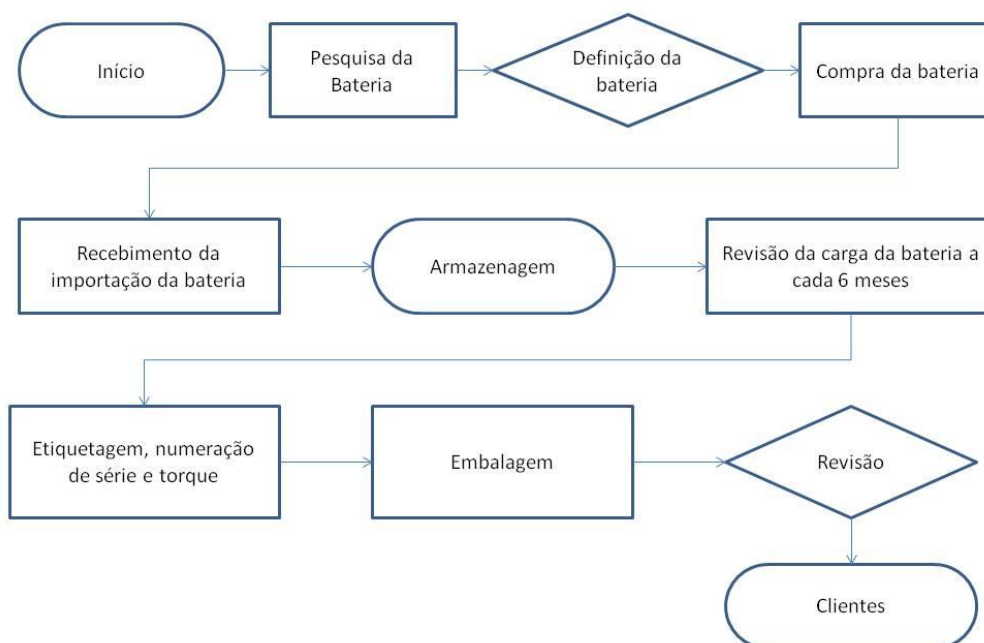 Início
Pesquisa da
Bateria
Definição da
bateria
Compra da bateria
Recebimento da
importação da bateria
Armazenagem
Revisão da carga da bateria a
cada 6 meses
Etiquetagem, numeração
de série e torque
Embalagem
Revisão
Clientes